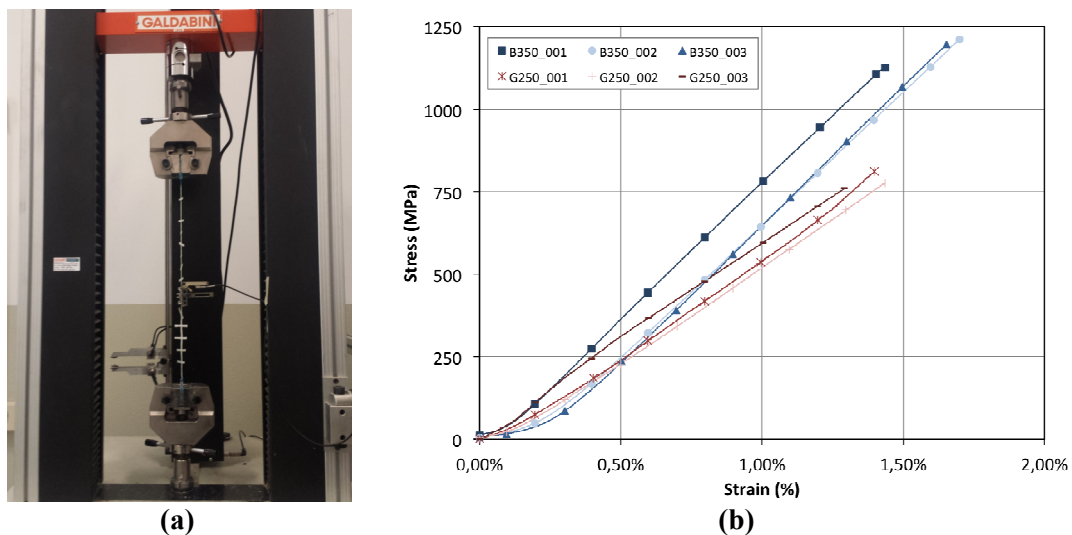 GALDABINI
1250
1000
750
500
250
0
Stress (MPa)
B350_001 B350_002 B350_003
G250_001 G250_002 G250_003
0,00% 0,50% 1,00% 1,50% 2,00%
Strain (%)
(a) (b)